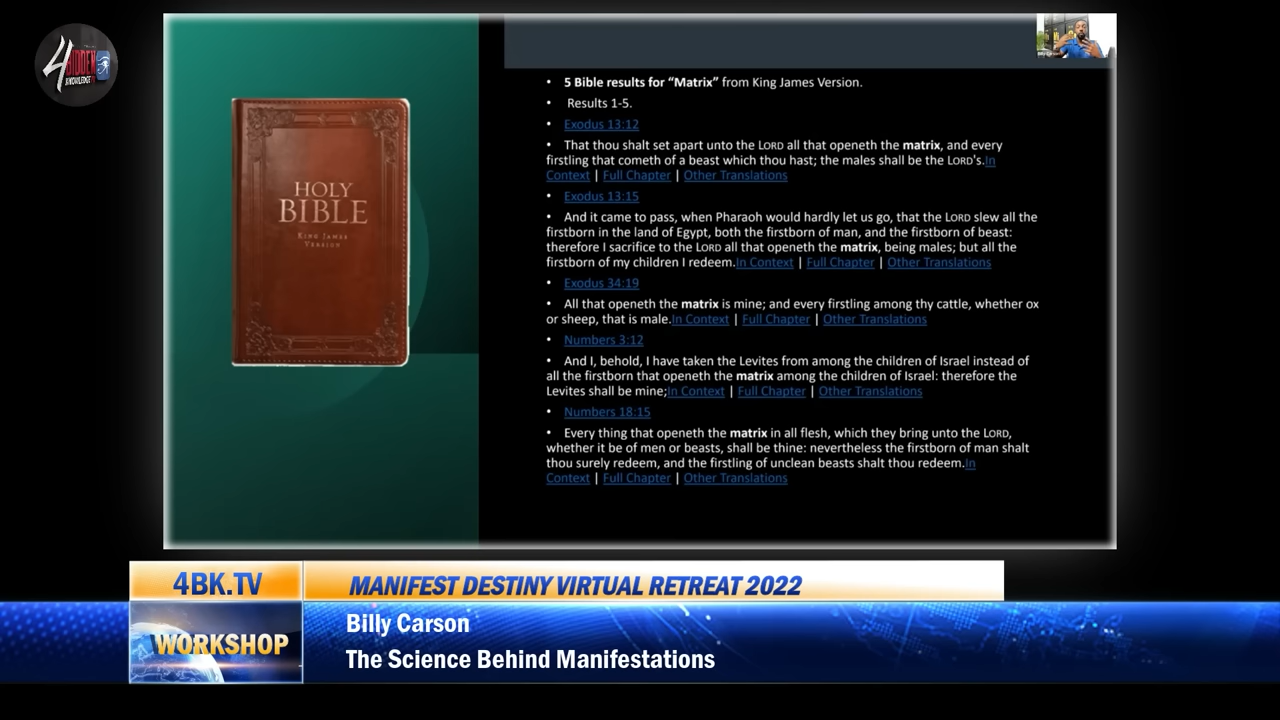 4 HIDDEN
KNOWLEDGE
HOLY
BIBLE
KING JAMES
VERSION
• 5 Bible results for “Matrix” from King James Version.
• Results 1-5.
• Exodus 13:12
• That thou shalt set apart unto the LORD all that openeth the matrix, and every
firstling that cometh of a beast which thou hast; the males shall be the LORD's.In
Context | Full Chapter | Other Translations
• Exodus 13:15
• And it came to pass, when Pharaoh would hardly let us go, that the LORD slew all the
firstborn in the land of Egypt, both the firstborn of man, and the firstborn of beast:
therefore I sacrifice to the LORD all that openeth the matrix, being males; but all the
firstborn of my children I redeem.In Context | Full Chapter | Other Translations
• Exodus 34:19
• All that openeth the matrix is mine; and every firstling among thy cattle, whether ox
or sheep, that is male.In Context | Full Chapter | Other Translations
• Numbers 3:12
• And I, behold, I have taken the Levites from among the children of Israel instead of
all the firstborn that openeth the matrix among the children of Israel: therefore the
Levites shall be mine;In Context | Full Chapter | Other Translations
• Numbers 18:15
• Every thing that openeth the matrix in all flesh, which they bring unto the LORD,
whether it be of men or beasts, shall be thine: nevertheless the firstborn of man shalt
thou surely redeem, and the firstling of unclean beasts shalt thou redeem.In
Context | Full Chapter | Other Translations
4BK.TV
MANIFEST DESTINY VIRTUAL RETREAT 2022
WORKSHOP
Billy Carson
The Science Behind Manifestations